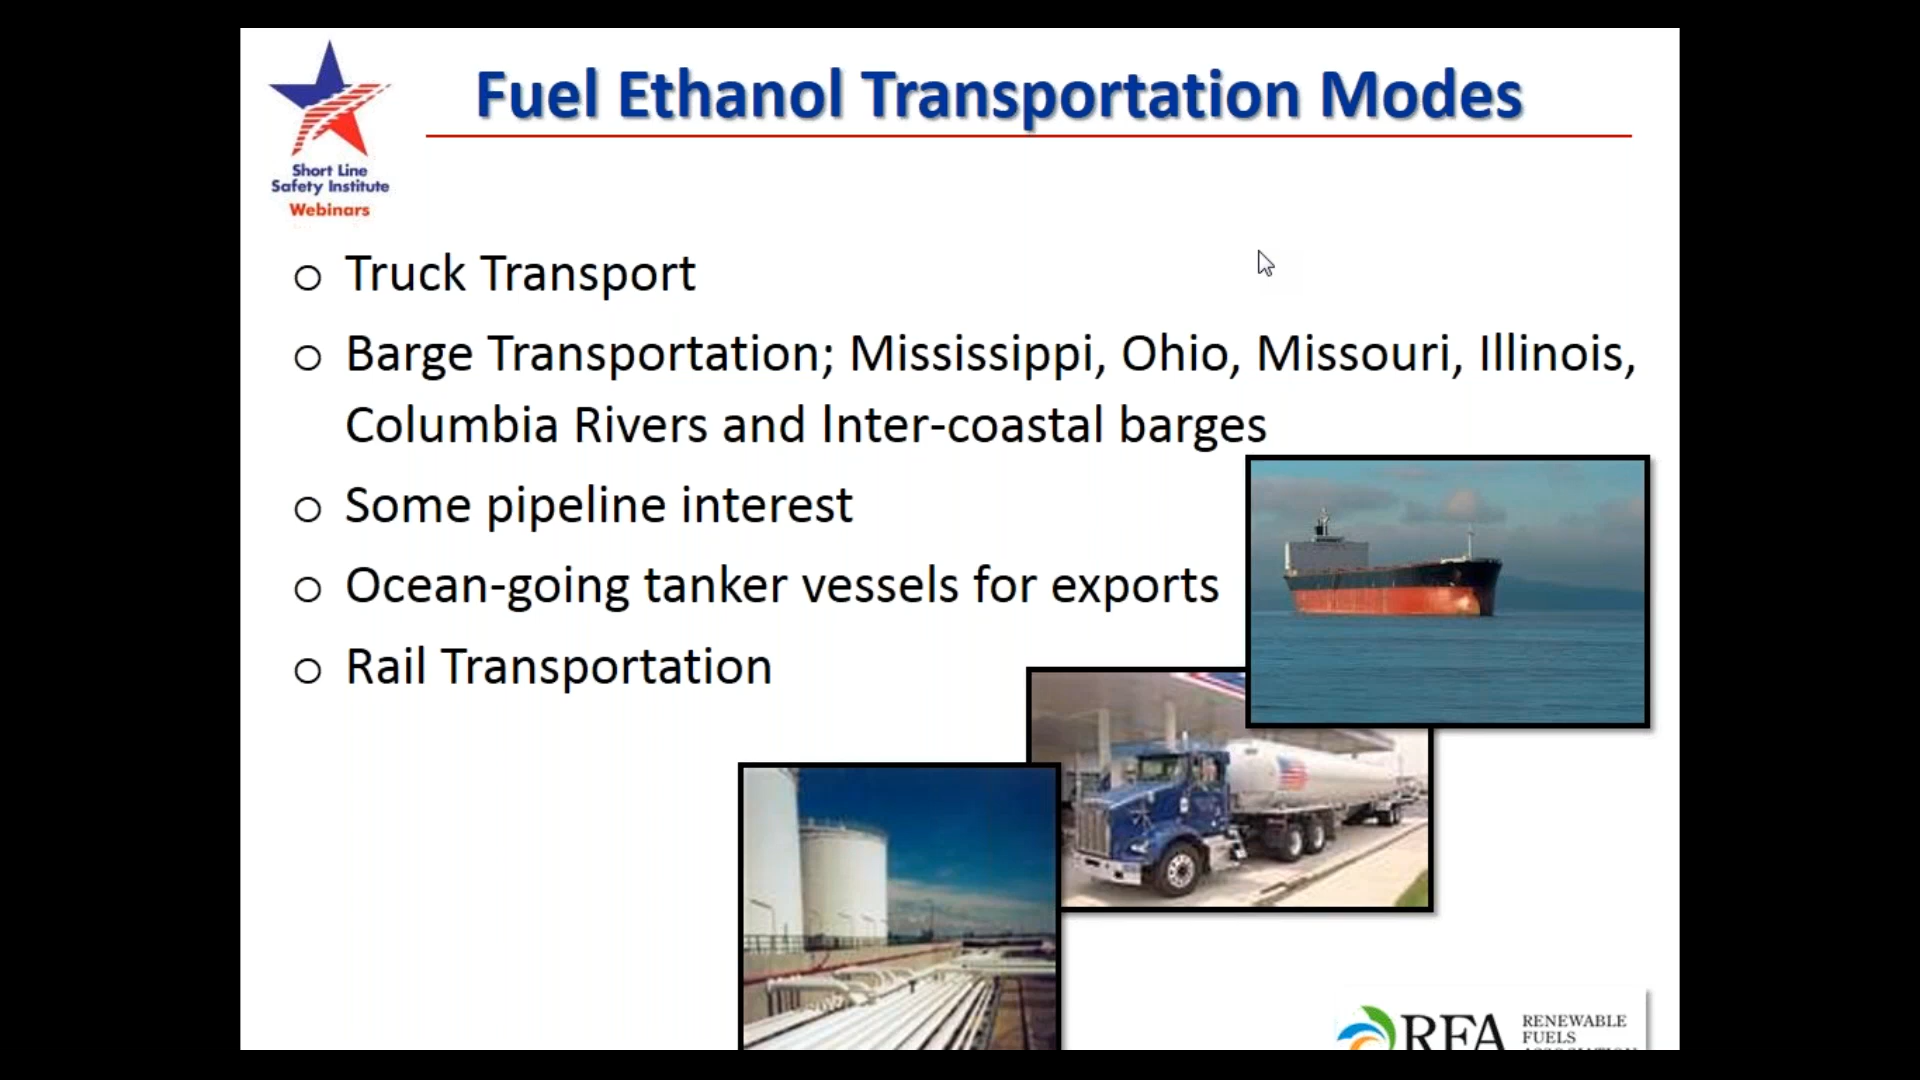 Fuel Ethanol Transportation Modes
Short Line
Safety Institute
Webinars
○ Truck Transport
○ Barge Transportation; Mississippi, Ohio, Missouri, Illinois,
Columbia Rivers and Inter-coastal barges
○ Some pipeline interest
○ Ocean-going tanker vessels for exports
○ Rail Transportation
RFA
RENEWABLE
FUELS